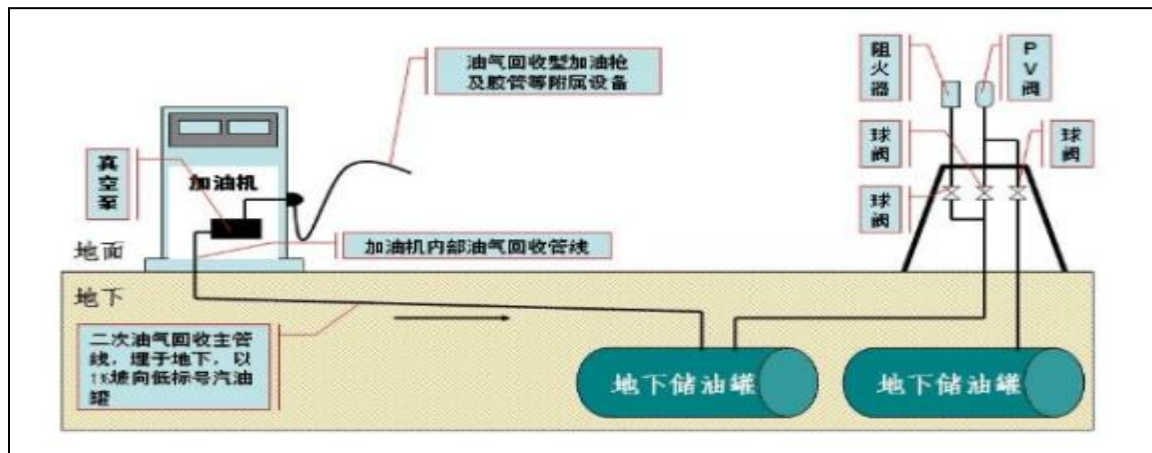 油气回收型加油枪
及胶管等附属设备
阻火器
PV阀
真空泵
加油机
球阀
球阀
球阀
地面
加油机内部油气回收管线
地下
二次油气回收主管
线，埋于地下，以
1%坡向低标号汽油
罐
地下储油罐
地下储油罐